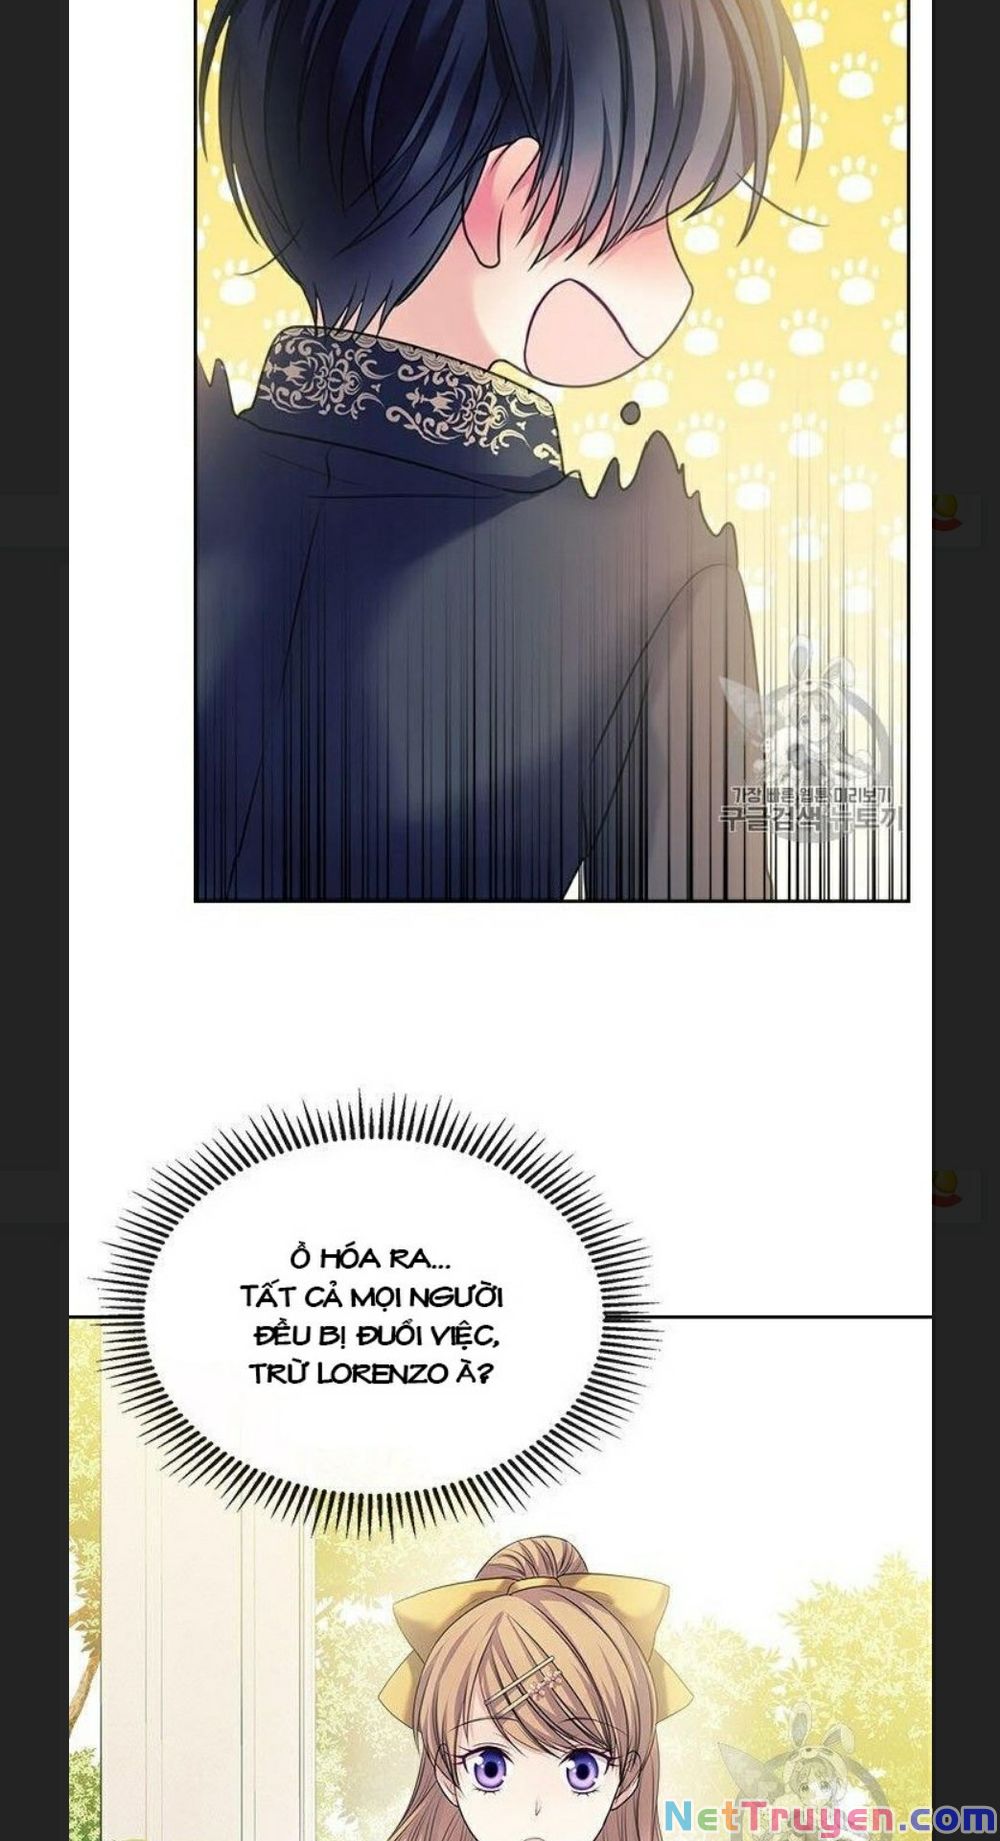 가장 빠른 웹툰 미리보기
구글검색 뉴토끼
Ồ HÓA RA...
TẤT CẢ MỌI NGƯỜI
ĐỀU BỊ ĐUỔI VIỆC,
TRỪ LORENZO À?
NetTruyen.com